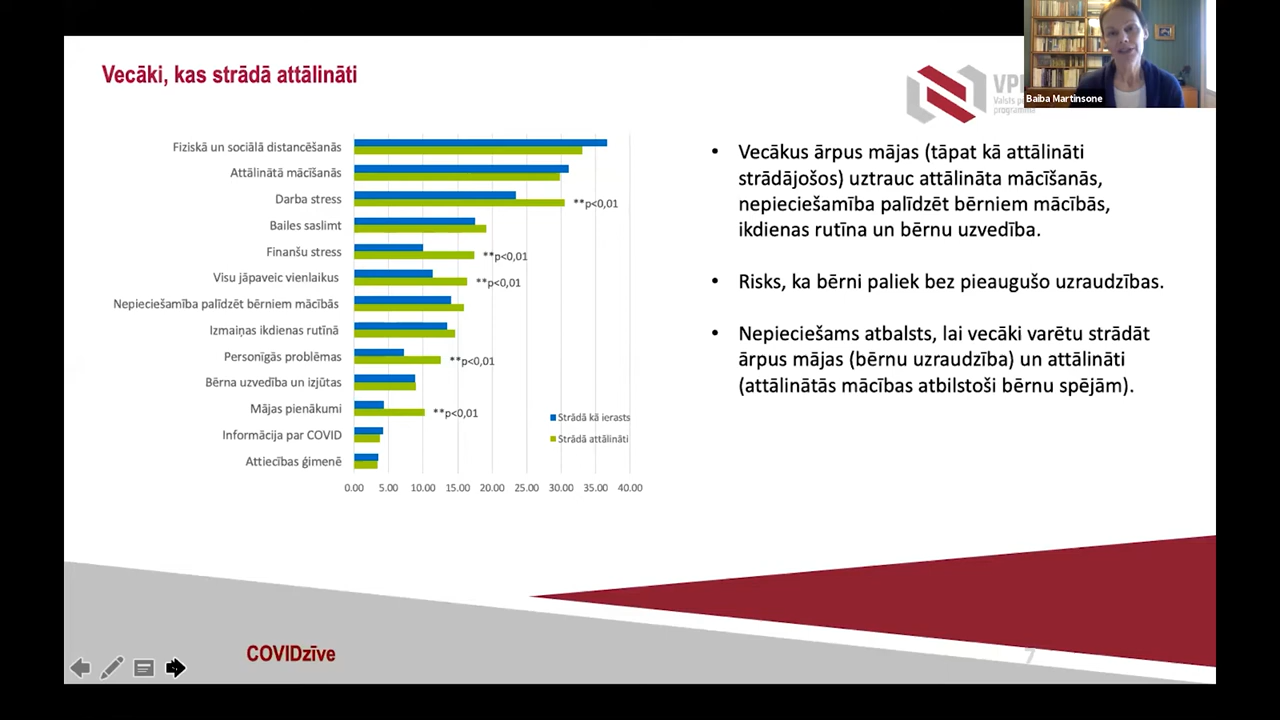 Vecāki, kas strādā attālināti
Baiba Martinsone
Fiziskā un sociālā distancēšanās
Attālinātā mācīšanās
Darba stress
**p<0,01
Bailes saslimt
Finanšu stress
**p<0,01
Visu jāpaveic vienlaikus
**p<0,01
Nepieciešamība palīdzēt bērniem mācībās
Izmaiņas ikdienas rutīnā
Personīgās problēmas
**p<0,01
Bērna uzvedība un izjūtas
Mājas pienākumi
**p<0,01
Informācija par COVID
Attiecības ģimenē
Strādā kā ierasts
Strādā attālināti
0.00 5.00 10.00 15.00 20.00 25.00 30.00 35.00 40.00
• Vecākus ārpus mājas (tāpat kā attālināti
strādājošos) uztrauc attālināta mācīšanās,
nepieciešamība palīdzēt bērniem mācībās,
ikdienas rutīna un bērnu uzvedība.
• Risks, ka bērni paliek bez pieaugušo uzraudzības.
• Nepieciešams atbalsts, lai vecāki varētu strādāt
ārpus mājas (bērnu uzraudzība) un attālināti
(attālinātās mācības atbilstoši bērnu spējām).
COVIDzīve
7